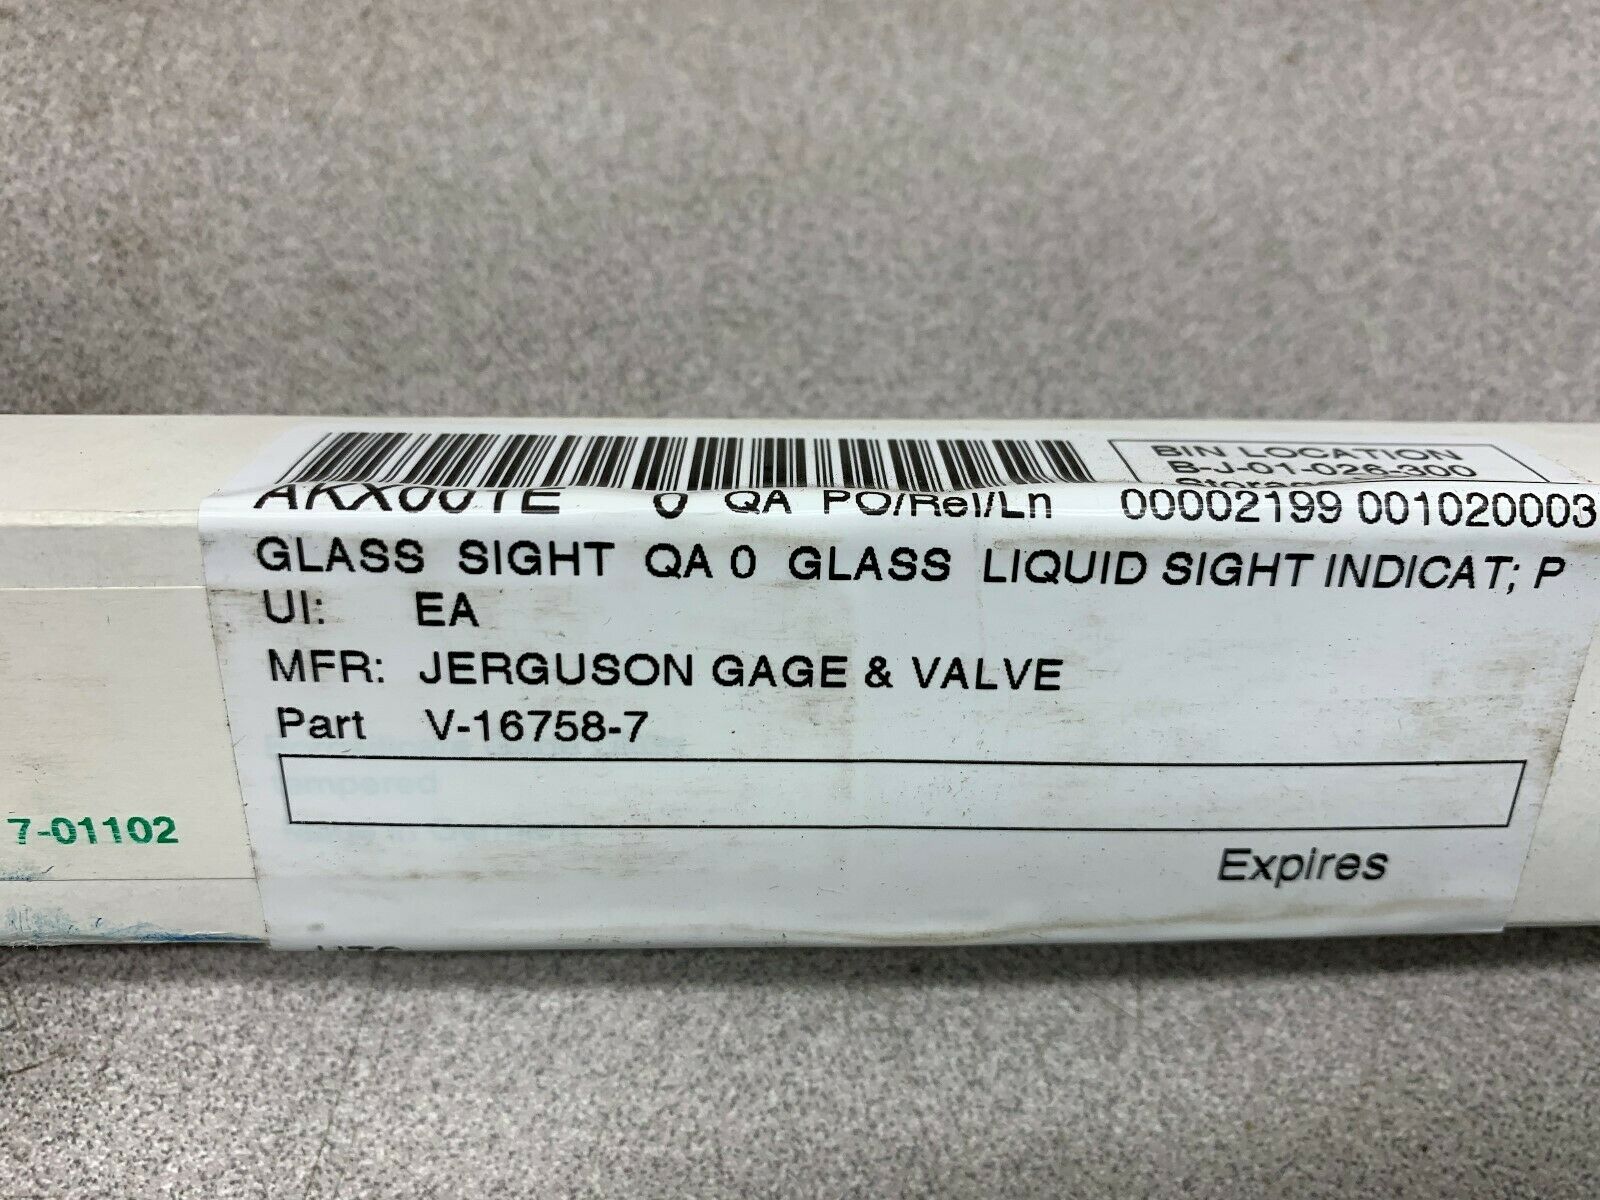 BIN LOCATION
B-J-01-026-300
AKX001E 0 QA PO/Rel/Ln 00002199 001020003
GLASS SIGHT QA 0 GLASS LIQUID SIGHT INDICAT; P
UI: EA
MFR: JERGUSON GAGE & VALVE
Part V-16758-7
tempered
7-01102
Expires